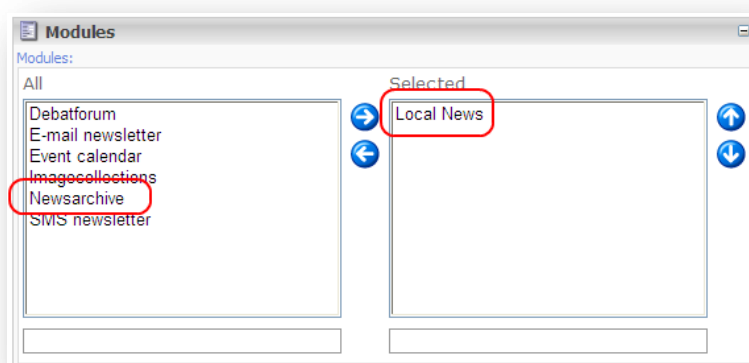 Modules
Modules:
All
Selected
Debatforum
E-mail newsletter
Event calendar
Imagecollections
Newsarchive
SMS newsletter
Local News